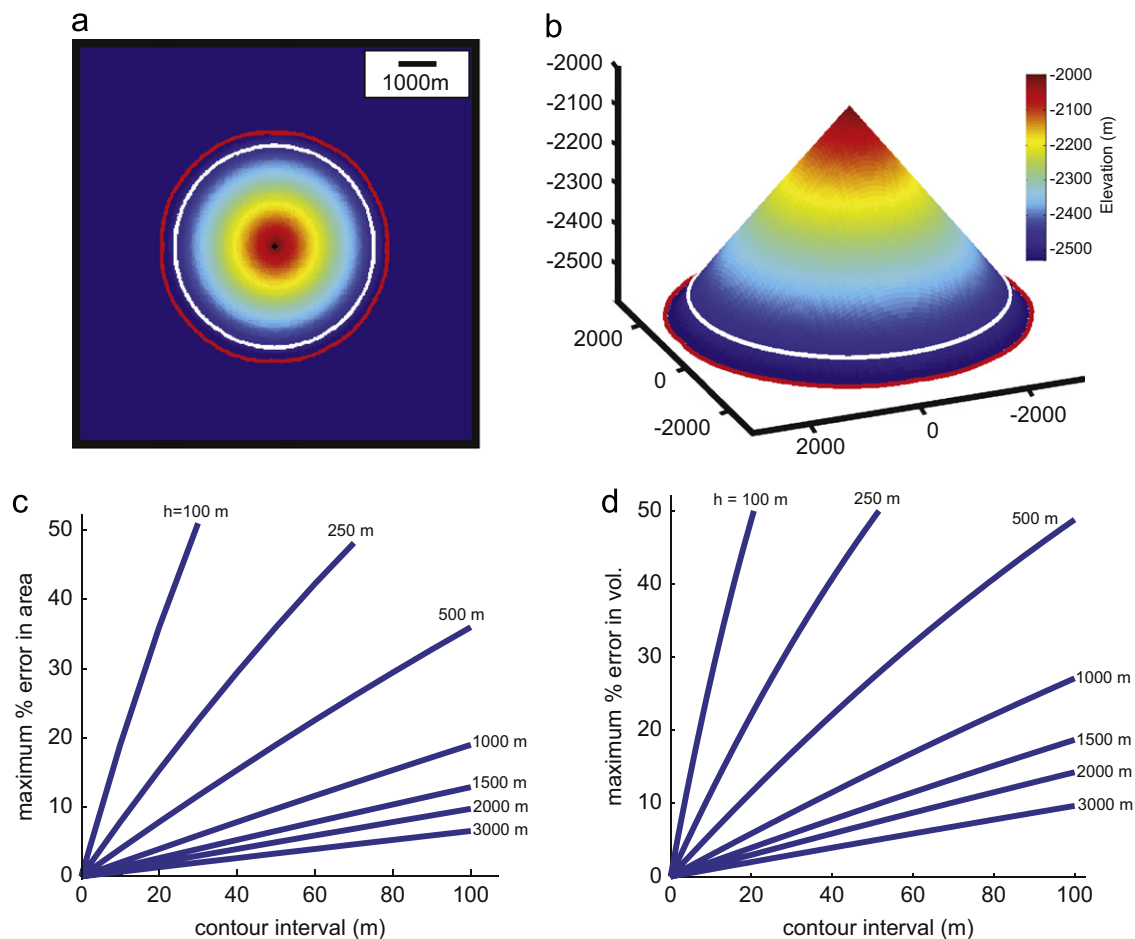 a
1000m
b
-2000
-2100
-2200
-2300
-2400
-2500
2000
0
-2000
2000
0
-2000
-2000
-2100
-2200
-2300
-2400
-2500
Elevation (m)
c
50
40
30
20
10
0
maximum % error in area
h=100 m
250 m
500 m
1000 m
1500 m
2000 m
3000 m
0 20 40 60 80 100
contour interval (m)
d
50
40
30
20
10
0
maximum % error in vol.
h = 100 m
250 m
500 m
1000 m
1500 m
2000 m
3000 m
0 20 40 60 80 100
contour interval (m)